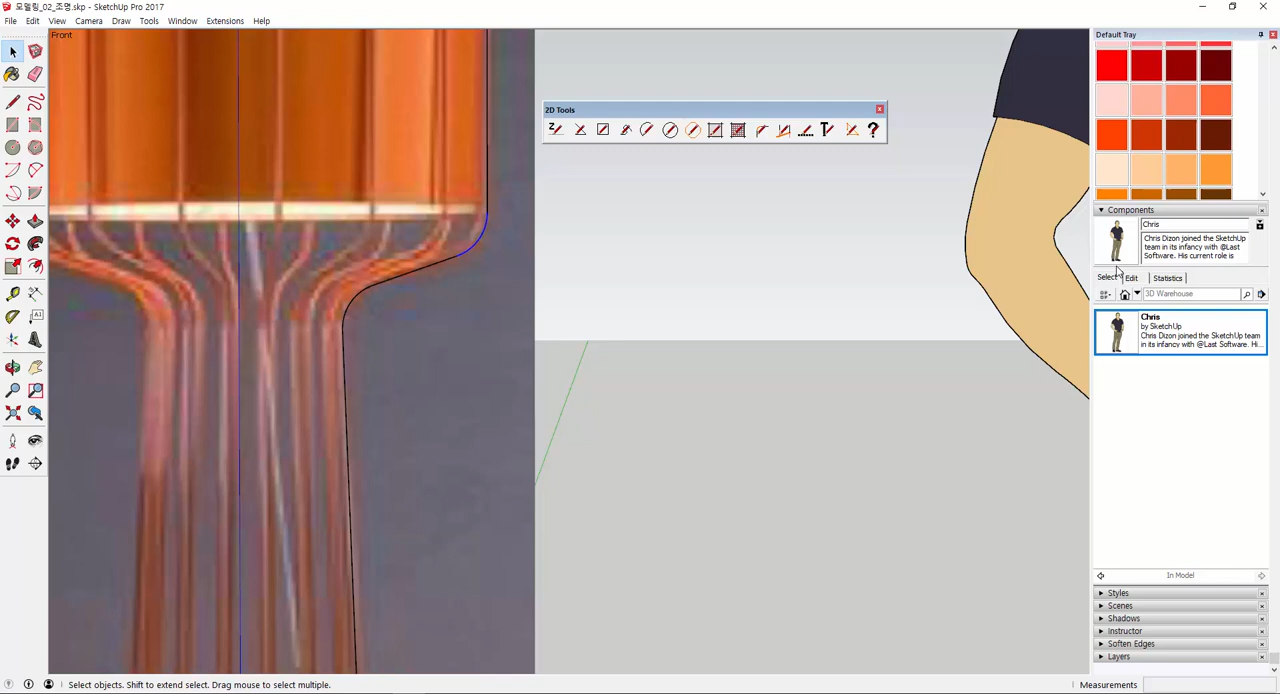 모델링_02_조명.skp - SketchUp Pro 2017
File Edit View Camera Draw Tools Window Extensions Help
Front
Default Tray
2D Tools
Components
Chris
Chris Dizon joined the SketchUp
team in its infancy with @Last
Software. His current role is
Select Edit Statistics
3D Warehouse
Chris
by SketchUp
Chris Dizon joined the SketchUp team
in its infancy with @Last Software. Hi...
In Model
Styles
Scenes
Shadows
Instructor
Soften Edges
Layers
Select objects. Shift to extend select. Drag mouse to select multiple.
Measurements